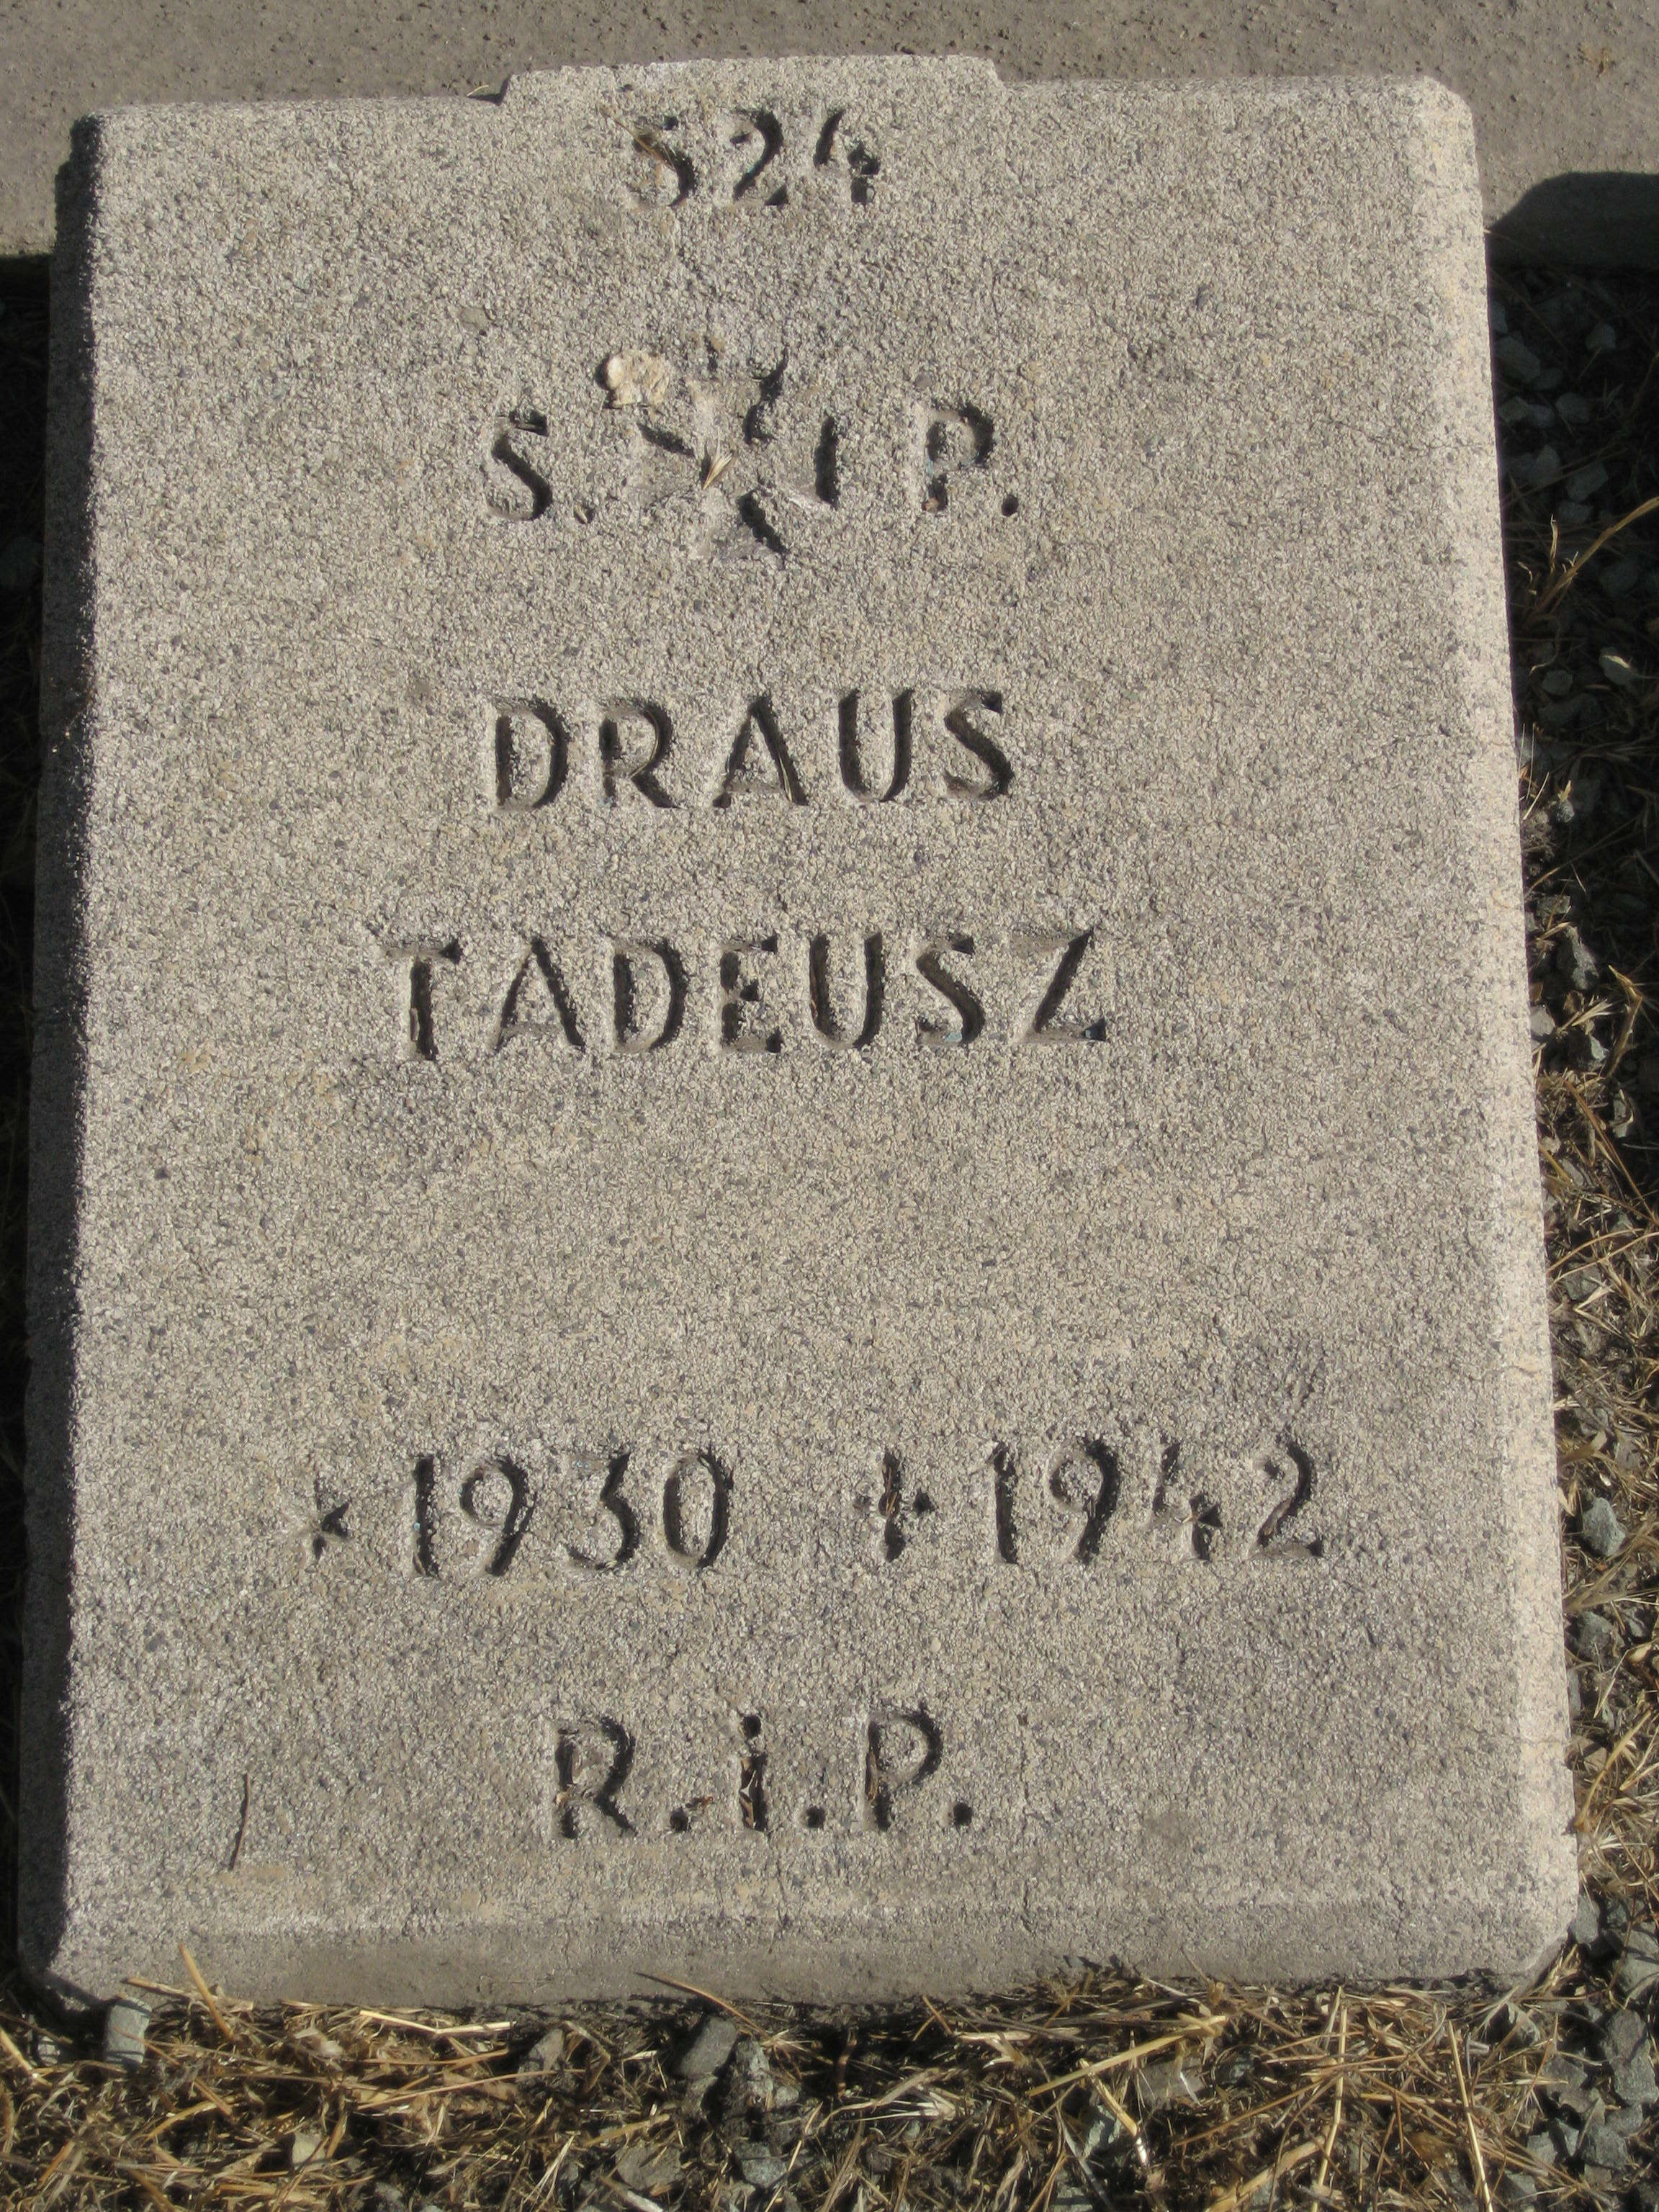 524
S. P.
DRAUS
TADEUSZ
* 1930 + 1942
R.i.P.